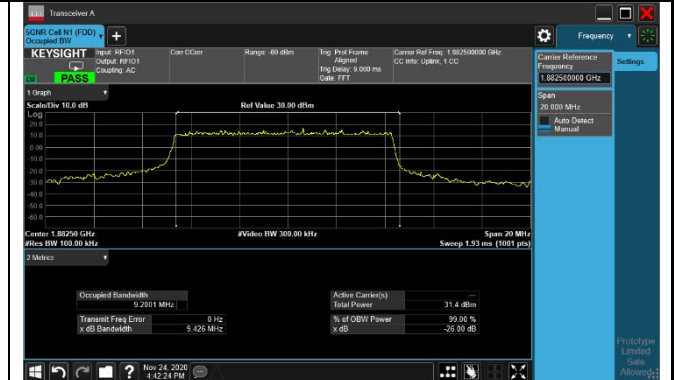 Transceiver A
5GNR Cell N1 (FDD)
Occupied BW
Frequency
KEYSIGHT
PASS
Input: RFIO1
Output: RFIO1
Coupling: AC
Corr CCorr
Range: -60 dBm
Trig: Prot Frame
Aligned
Trig Delay: 9.000 ms
Gate: FFT
Carrier Ref Freq: 1.882500000 GHz
CC Info: Uplink, 1 CC
Carrier Reference
Frequency
1.882500000 GHz
Settings
Span
20.000 MHz
Auto Detect
Manual
1 Graph
Scale/Div 10.0 dB
Ref Value 30.00 dBm
Log
20.0
10.0
0.00
-10.0
-20.0
-30.0
-40.0
-50.0
-60.0
Center 1.88250 GHz
#Video BW 300.00 kHz
Span 20 MHz
#Res BW 100.00 kHz
Sweep 1.93 ms (1001 pts)
2 Metrics
Occupied Bandwidth
9.2001 MHz
Active Carrier(s)
---
Total Power
31.4 dBm
Transmit Freq Error
0 Hz
% of OBW Power
99.00 %
x dB Bandwidth
9.426 MHz
x dB
-26.00 dB
Prototype
Limited
Sale
Allowed
Nov 24, 2020
4:42:24 PM